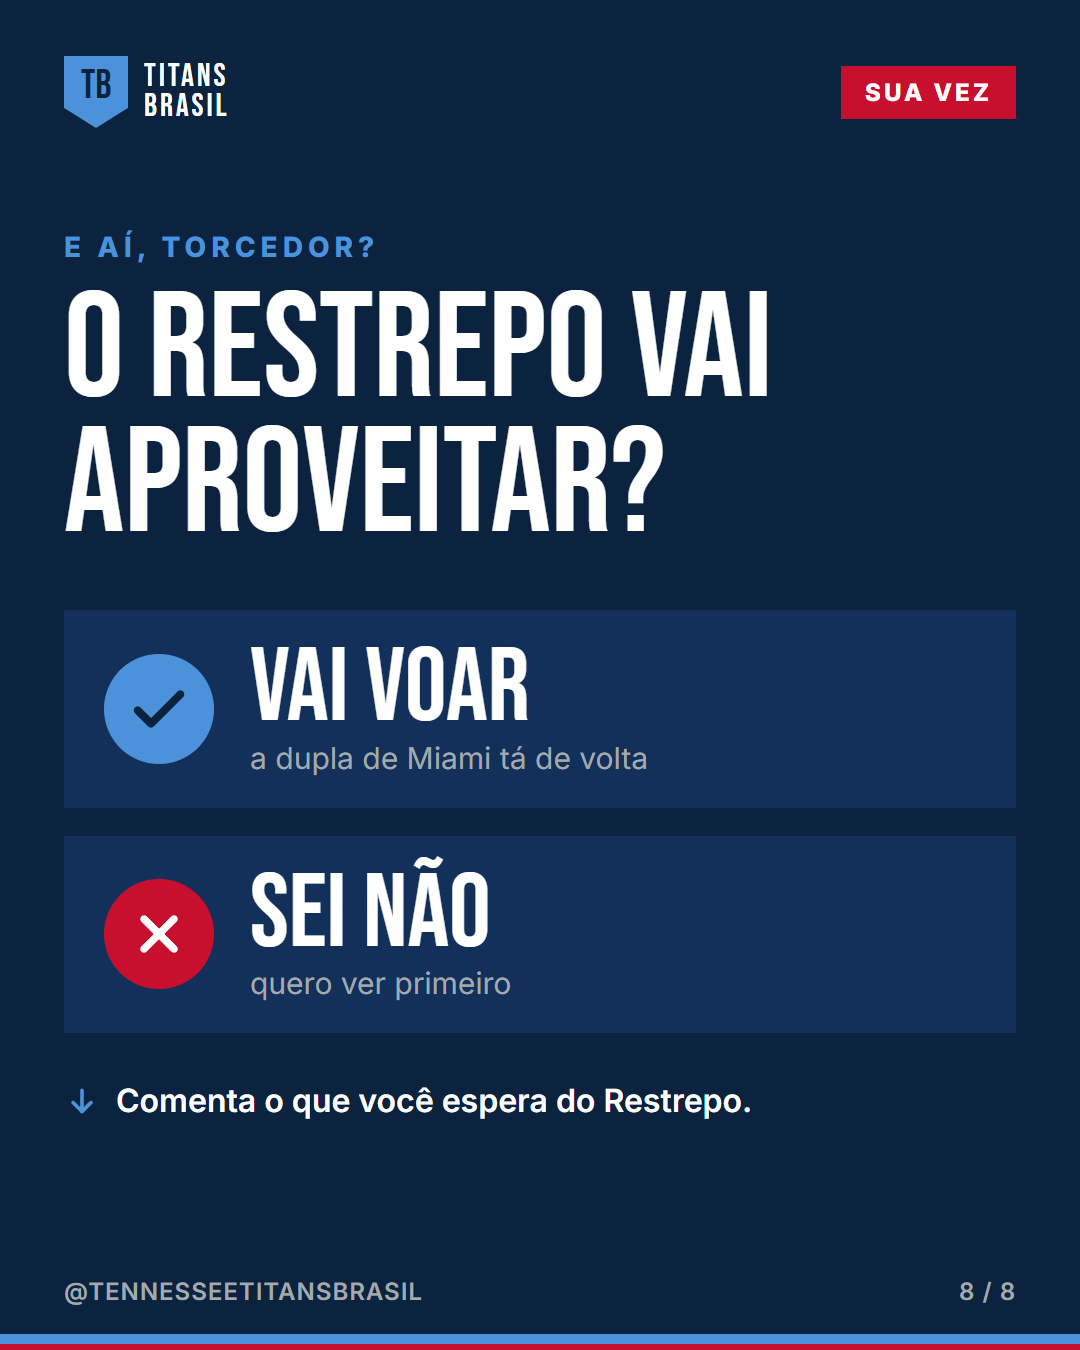 TB
TITANS
BRASIL
SUA VEZ
E AÍ, TORCEDOR?
O RESTREPO VAI
APROVEITAR?
VAI VOAR
a dupla de Miami tá de volta
SEI NÃO
quero ver primeiro
Comenta o que você espera do Restrepo.
@TENNESSEETITANSBRASIL
8 / 8